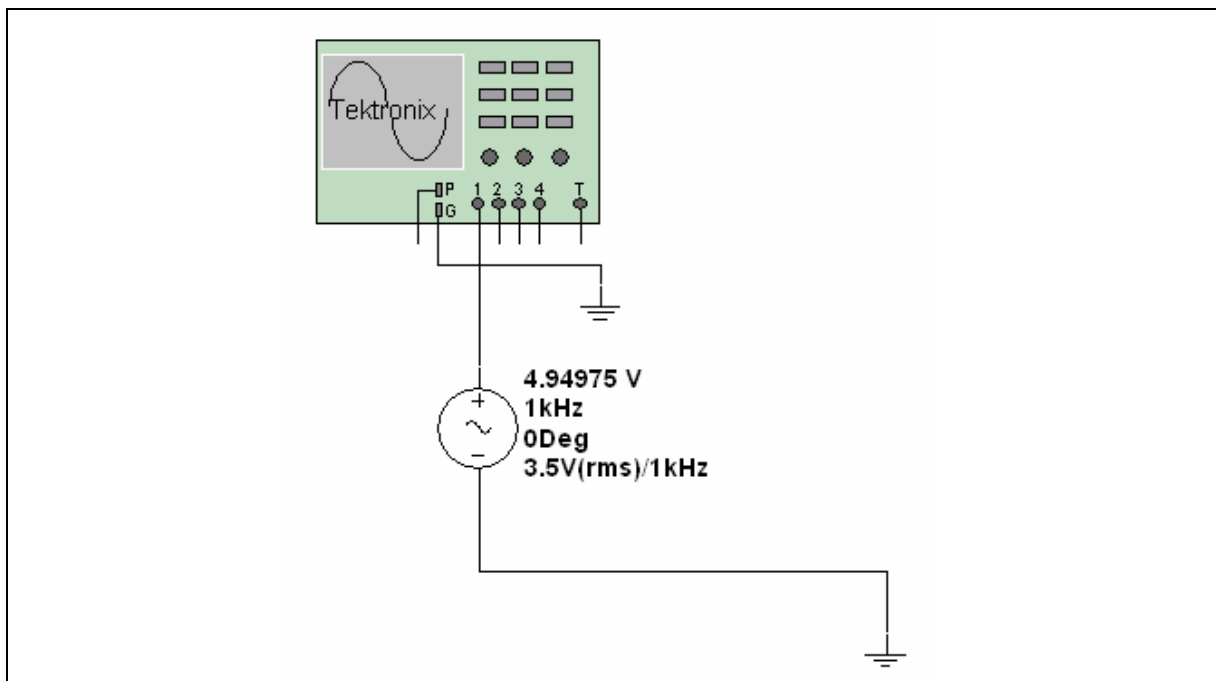 Tektronix
P 1 2 3 4 T
G
4.94975 V
1kHz
0Deg
3.5V(rms)/1kHz